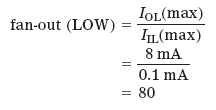 fan-out (LOW) = I_OL(max) / I_IL(max)
= 8 mA / 0.1 mA
= 80